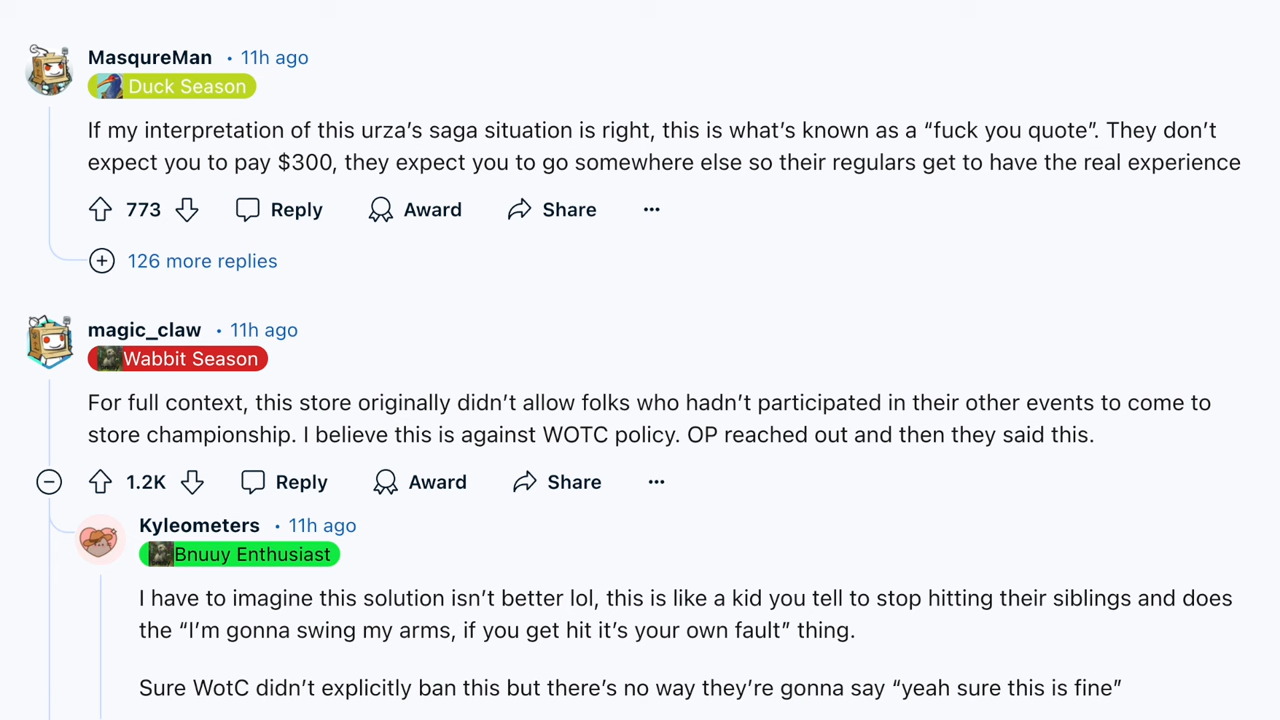 MasqureMan • 11h ago
Duck Season
If my interpretation of this urza’s saga situation is right, this is what’s known as a “fuck you quote”. They don’t
expect you to pay $300, they expect you to go somewhere else so their regulars get to have the real experience
773 Reply Award Share ···
126 more replies
magic_claw • 11h ago
Wabbit Season
For full context, this store originally didn’t allow folks who hadn’t participated in their other events to come to
store championship. I believe this is against WOTC policy. OP reached out and then they said this.
1.2K Reply Award Share ···
Kyleometers • 11h ago
Bnuuy Enthusiast
I have to imagine this solution isn’t better lol, this is like a kid you tell to stop hitting their siblings and does
the “I’m gonna swing my arms, if you get hit it’s your own fault” thing.
Sure WotC didn’t explicitly ban this but there’s no way they’re gonna say “yeah sure this is fine”